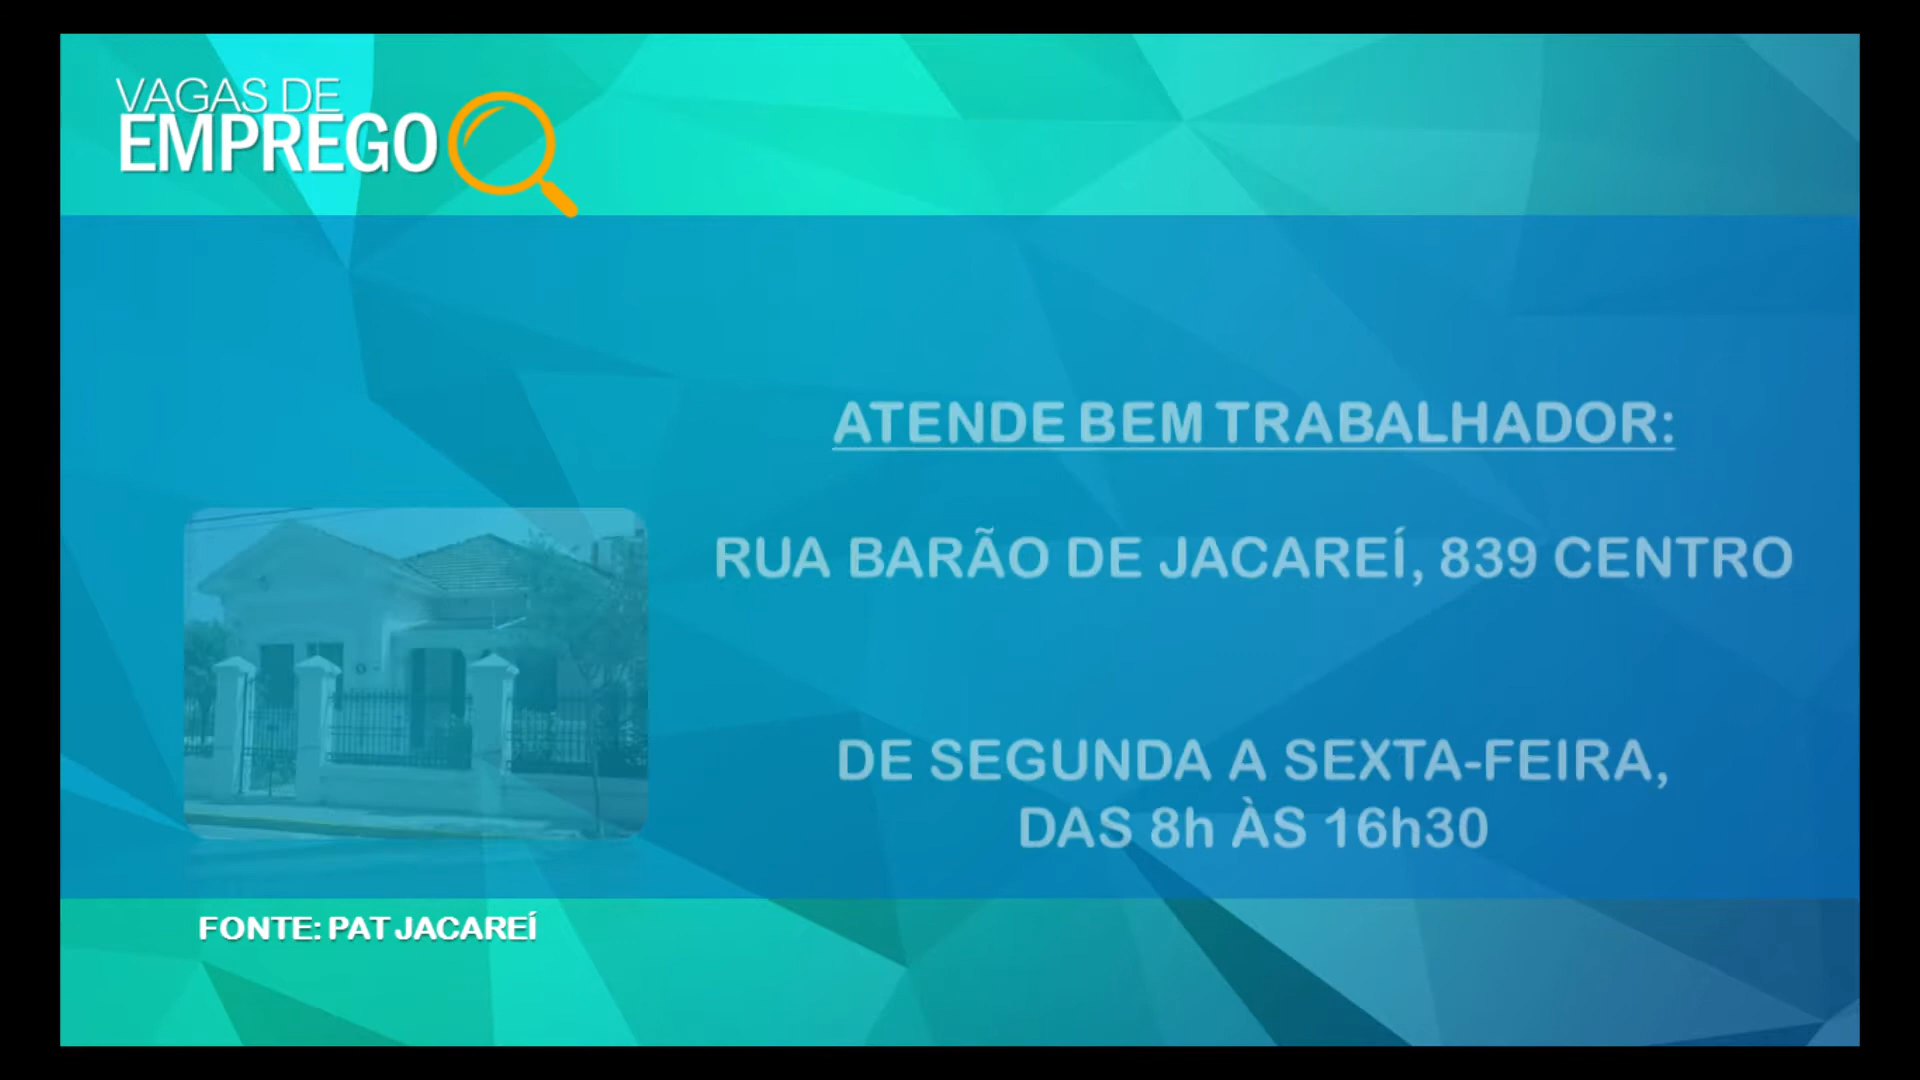 VAGAS DE
EMPREGO
ATENDE BEM TRABALHADOR:
RUA BARÃO DE JACAREÍ, 839 CENTRO
DE SEGUNDA A SEXTA-FEIRA,
DAS 8h ÀS 16h30
FONTE: PAT JACAREÍ